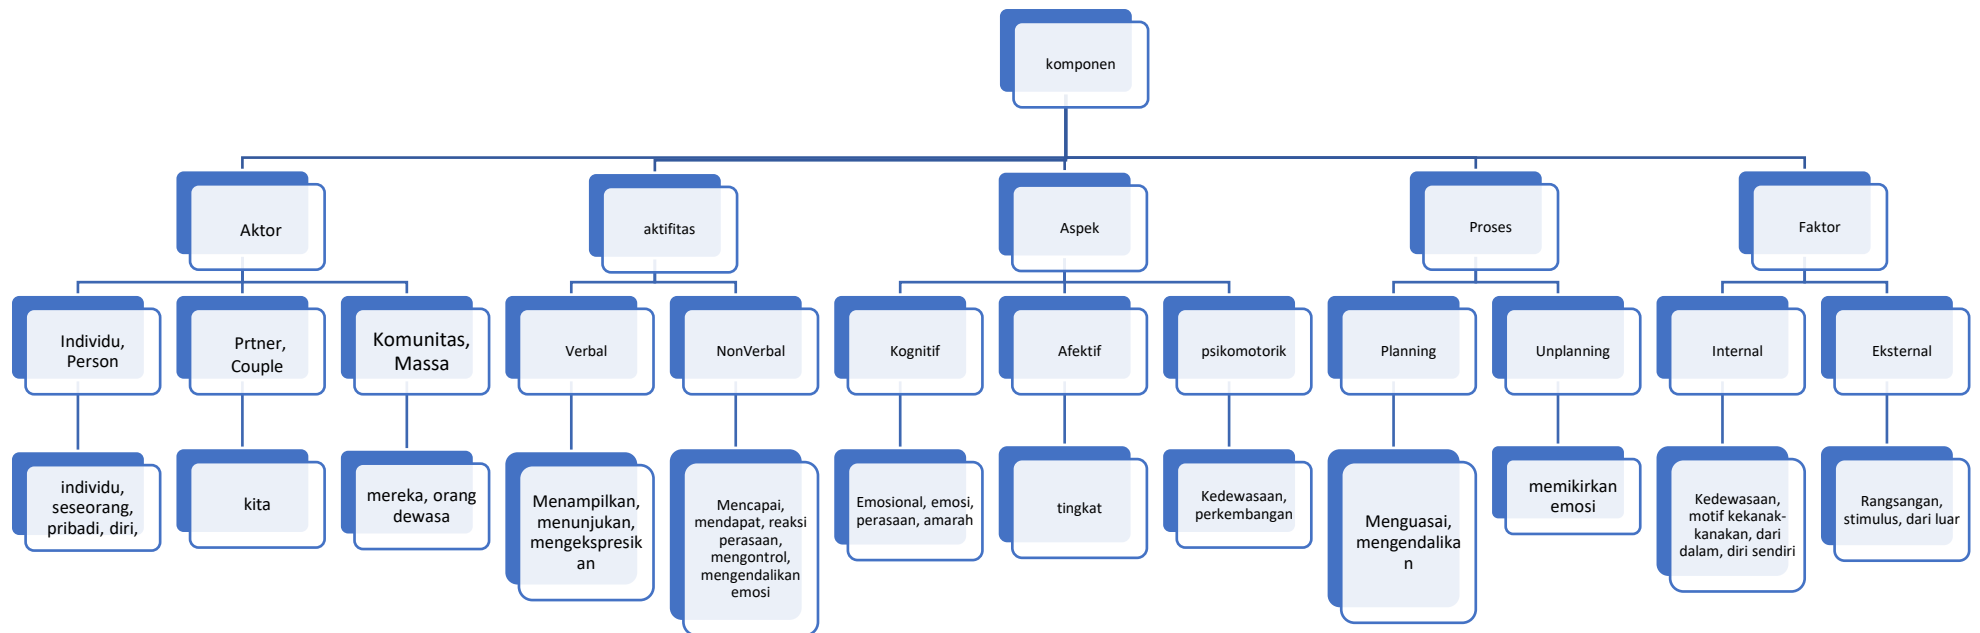 komponen
Aktor
aktifitas
Aspek
Proses
Faktor
Individu,
Person
Prtner,
Couple
Komunitas,
Massa
Verbal
NonVerbal
Kognitif
Afektif
psikomotorik
Planning
Unplanning
Internal
Eksternal
individu,
seseorang,
pribadi, diri,
kita
mereka, orang
dewasa
Menampilkan,
menunjukan,
mengekspresik
an
Mencapai,
mendapat, reaksi
perasaan,
mengontrol,
mengendalikan
emosi
Emosional, emosi,
perasaan, amarah
tingkat
Kedewasaan,
perkembangan
Menguasai,
mengendalika
n
memikirkan
emosi
Kedewasaan,
motif kekanak-
kanakan, dari
dalam, diri sendiri
Rangsangan,
stimulus, dari luar